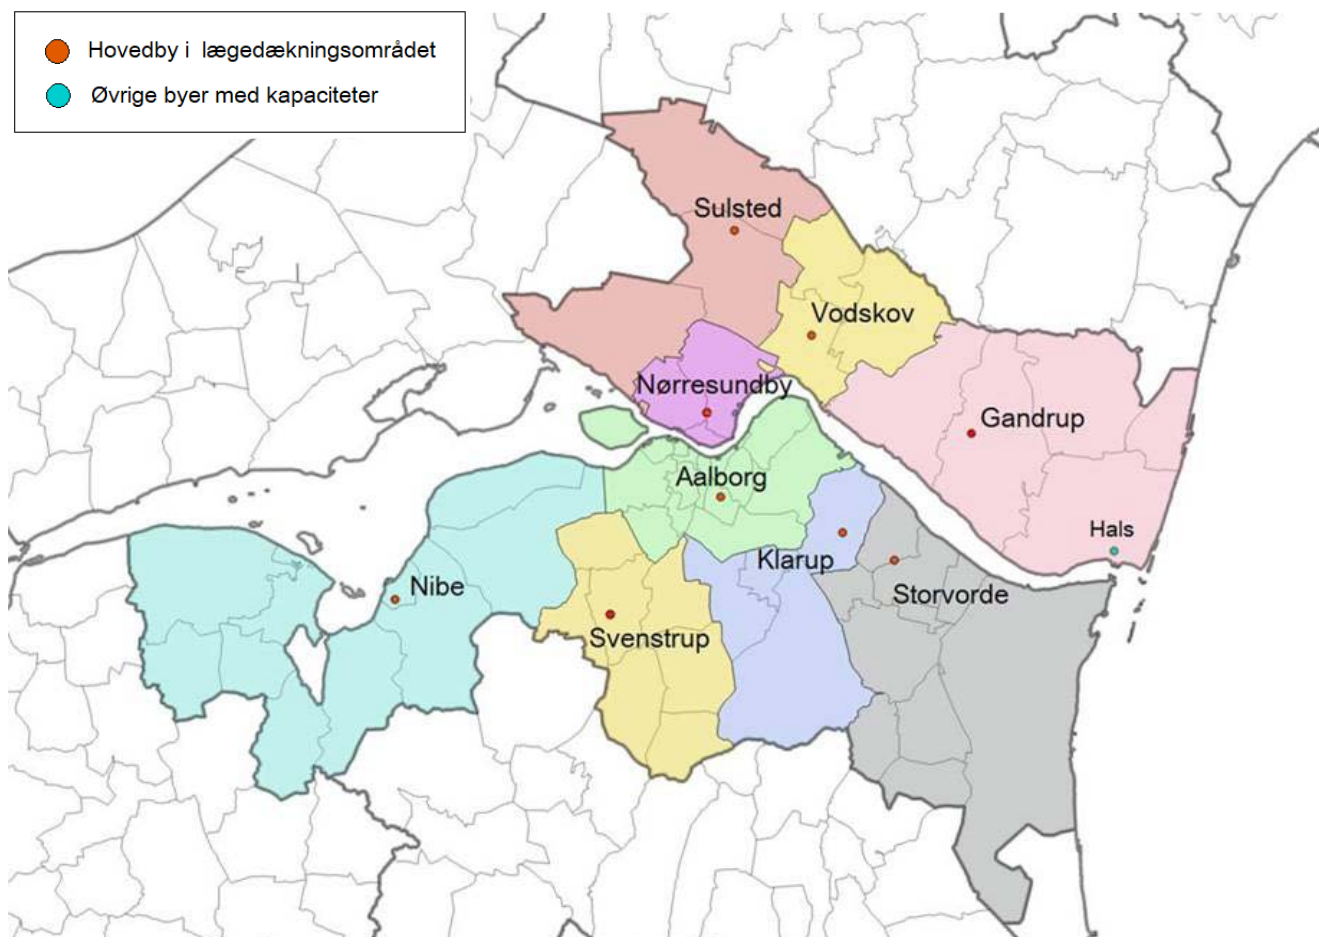 Hovedby i lægedækningsområdet
Øvrige byer med kapaciteter
Sulsted
Vodskov
Nørresundby
Gandrup
Aalborg
Hals
Klarup
Nibe
Storvorde
Svenstrup